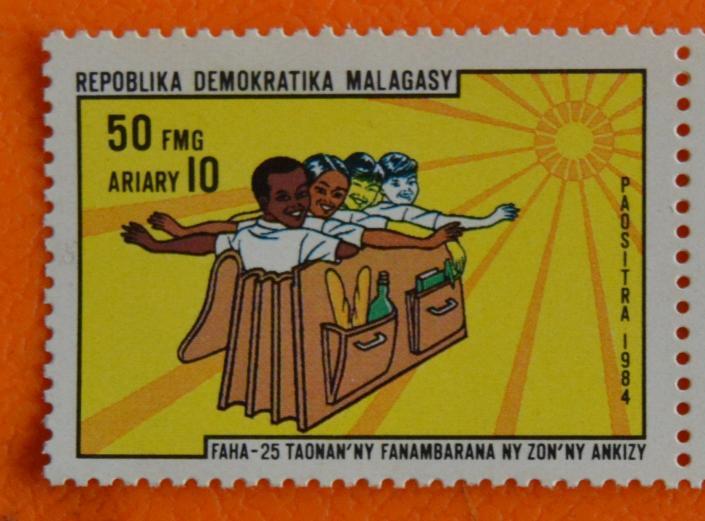 REPOBLIKA DEMOKRATIKA MALAGASY
50 FMG
ARIARY 10
PAOSITRA 1984
FAHA-25 TAONAN'NY FANAMBARANA NY ZON'NY ANKIZY